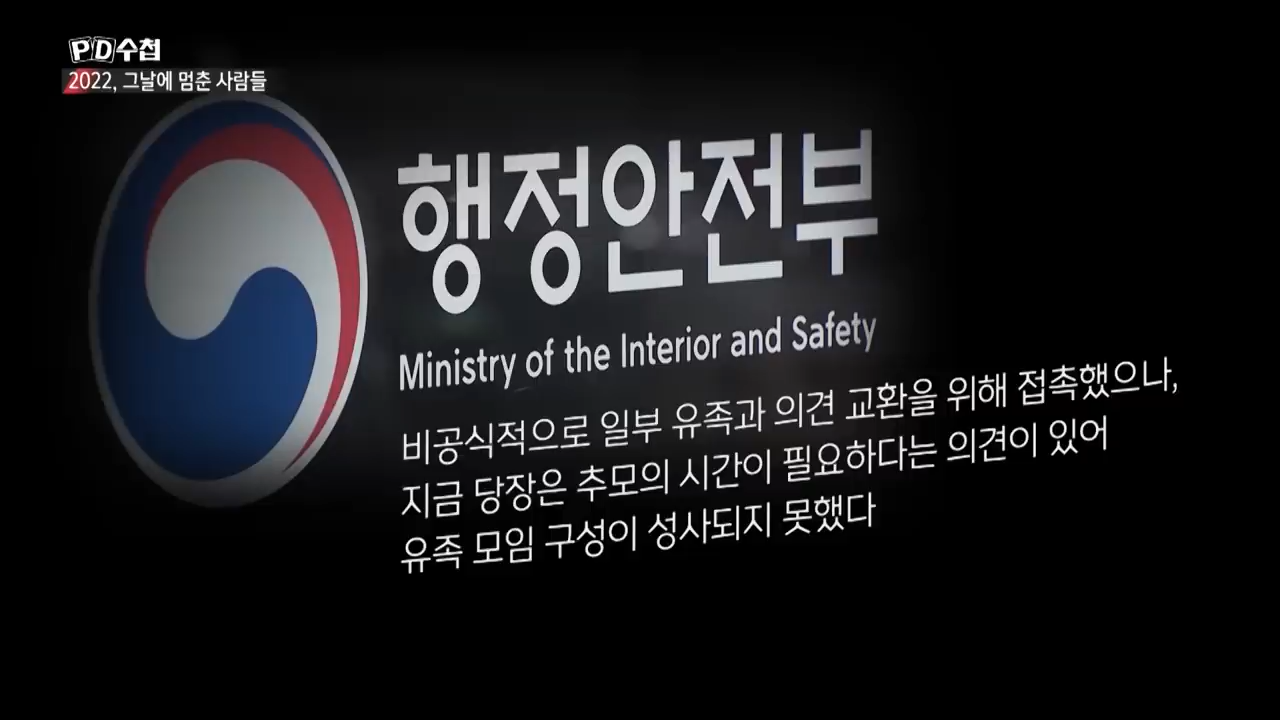 PD수첩
2022, 그날에 멈춘 사람들
행정안전부
Ministry of the Interior and Safety
비공식적으로 일부 유족과 의견 교환을 위해 접촉했으나,
지금 당장은 추모의 시간이 필요하다는 의견이 있어
유족 모임 구성이 성사되지 못했다